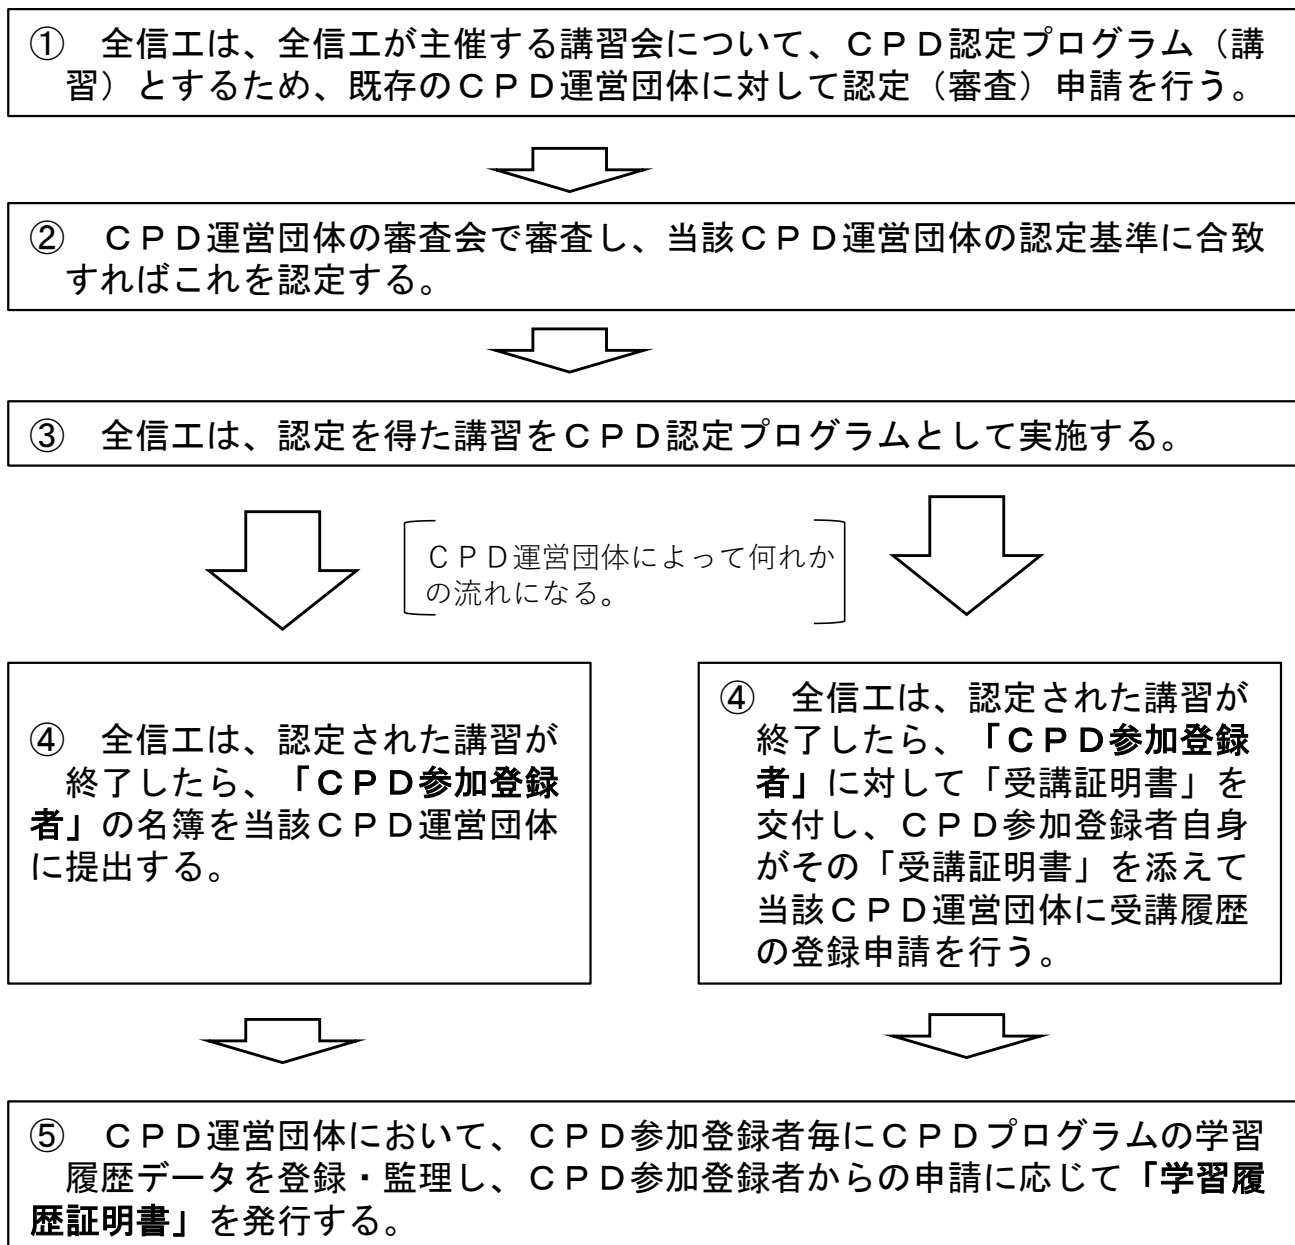 ① 全信工は、全信工が主催する講習会について、ＣＰＤ認定プログラム（講
習）とするため、既存のＣＰＤ運営団体に対して認定（審査）申請を行う。
② ＣＰＤ運営団体の審査会で審査し、当該ＣＰＤ運営団体の認定基準に合致
すればこれを認定する。
③ 全信工は、認定を得た講習をＣＰＤ認定プログラムとして実施する。
ＣＰＤ運営団体によって何れか
の流れになる。
④ 全信工は、認定された講習が
終了したら、「ＣＰＤ参加登録
者」の名簿を当該ＣＰＤ運営団体
に提出する。
④ 全信工は、認定された講習が
終了したら、「ＣＰＤ参加登録
者」に対して「受講証明書」を
交付し、ＣＰＤ参加登録者自身
がその「受講証明書」を添えて
当該ＣＰＤ運営団体に受講履歴
の登録申請を行う。
⑤ ＣＰＤ運営団体において、ＣＰＤ参加登録者毎にＣＰＤプログラムの学習
履歴データを登録・監理し、ＣＰＤ参加登録者からの申請に応じて「学習履
歴証明書」を発行する。